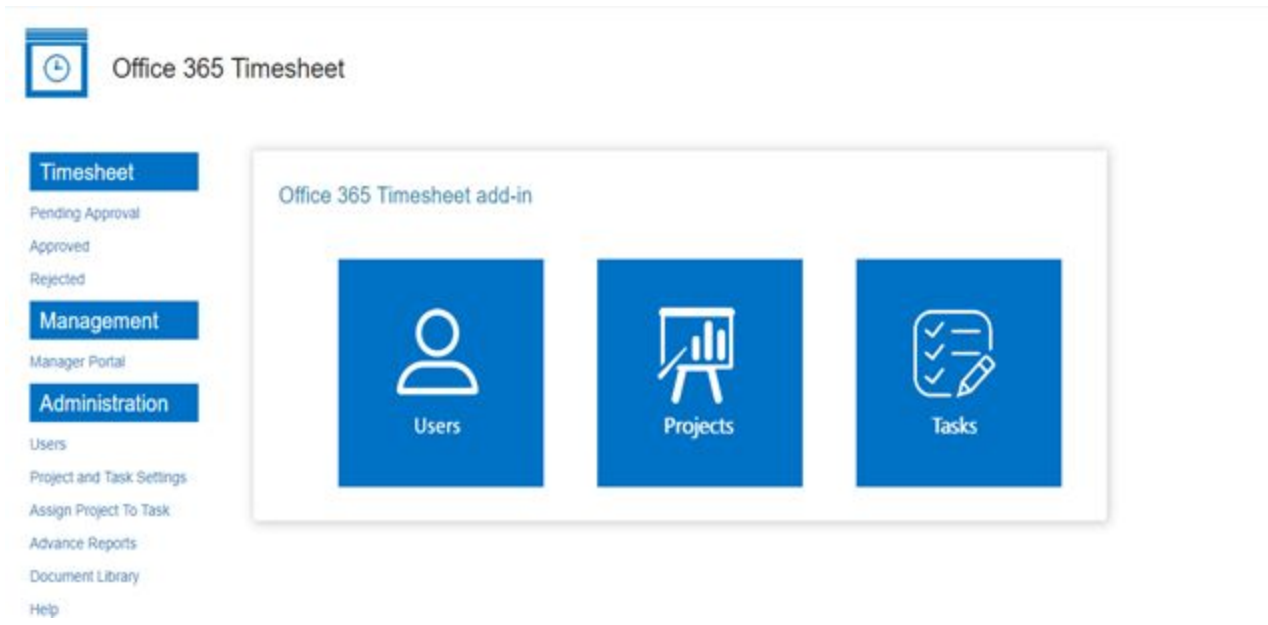 Office 365 Timesheet
Timesheet
Pending Approval
Approved
Rejected
Management
Manager Portal
Administration
Users
Project and Task Settings
Assign Project To Task
Advance Reports
Document Library
Help
Office 365 Timesheet add-in
Users
Projects
Tasks